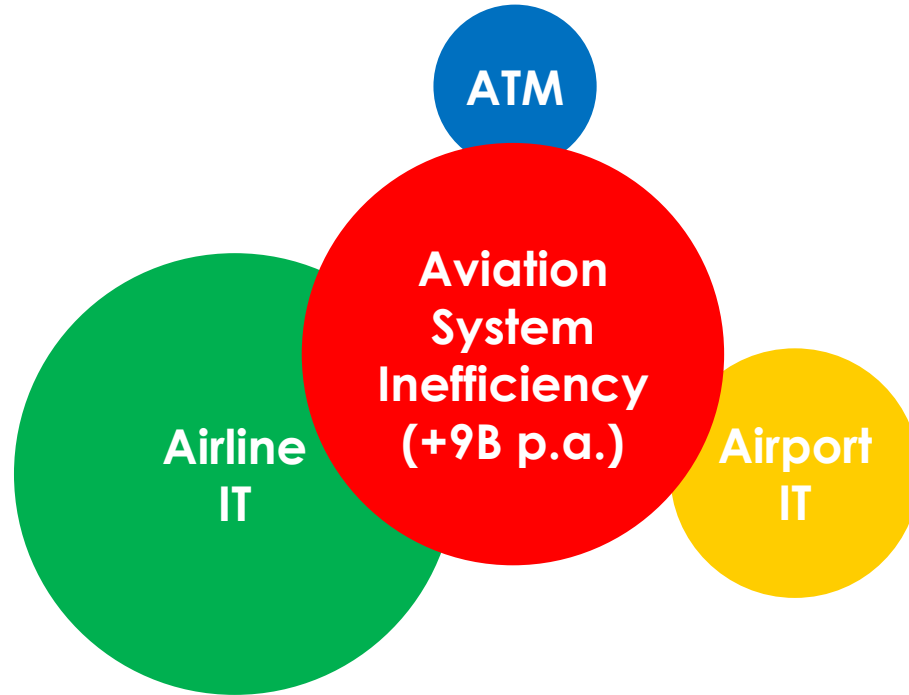 ATM
Aviation
System
Inefficiency
(+9B p.a.)
Airline
IT
Airport
IT